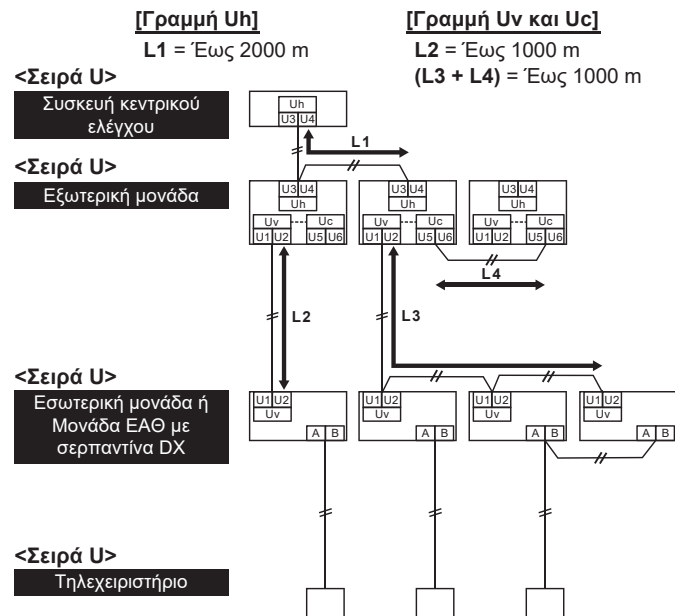 [Γραμμή Uh] [Γραμμή Uv και Uc]
L1 = Έως 2000 m L2 = Έως 1000 m
(L3 + L4) = Έως 1000 m
<Σειρά U>
Συσκευή κεντρικού
ελέγχου
Uh
U3 U4
L1
<Σειρά U>
Εξωτερική μονάδα
U3 U4 U3 U4 U3 U4
Uh Uh Uh
Uv Uc Uv Uc Uv Uc
U1 U2 U5 U6 U1 U2 U5 U6 U1 U2 U5 U6
L4
L2 L3
<Σειρά U>
Εσωτερική μονάδα ή
Μονάδα ΕΑΘ με
σερπαντίνα DX
U1 U2 U1 U2 U1 U2 U1 U2
Uv Uv Uv Uv
A B A B A B A B
<Σειρά U>
Τηλεχειριστήριο